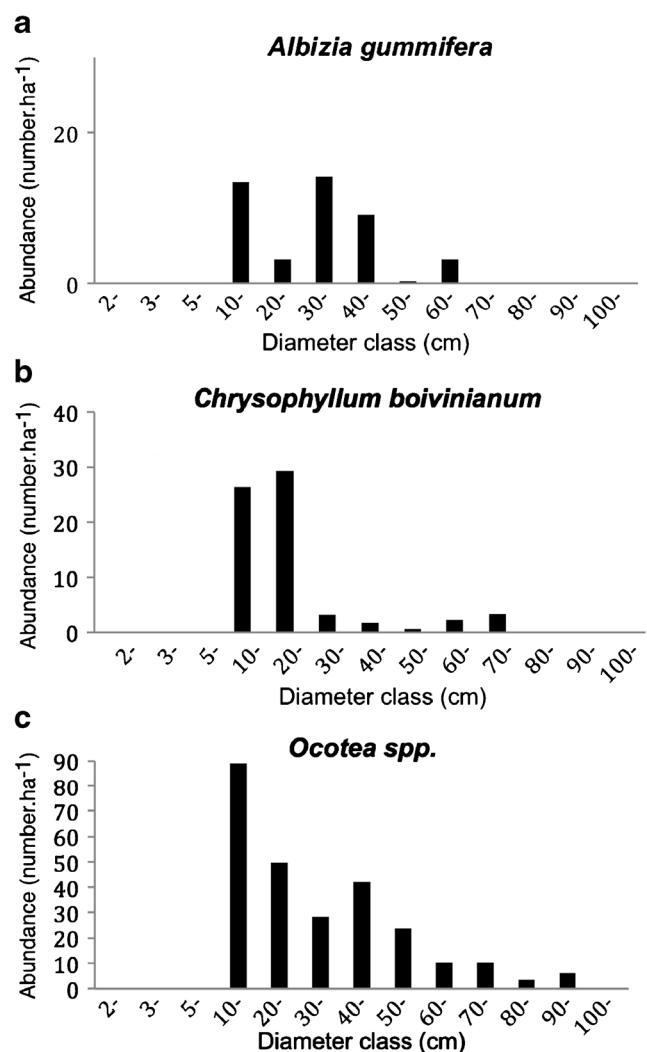 a
Albizia gummifera
Abundance (number.ha-1)
20
0
2- 3- 5- 10- 20- 30- 40- 50- 60- 70- 80- 90- 100-
Diameter class (cm)
b
Chrysophyllum boivinianum
Abundance (number.ha-1)
40
30
20
10
0
2- 3- 5- 10- 20- 30- 40- 50- 60- 70- 80- 90- 100-
Diameter class (cm)
c
Ocotea spp.
Abundance (number.ha-1)
90
80
70
60
50
40
30
20
10
0
2- 3- 5- 10- 20- 30- 40- 50- 60- 70- 80- 90- 100-
Diameter class (cm)